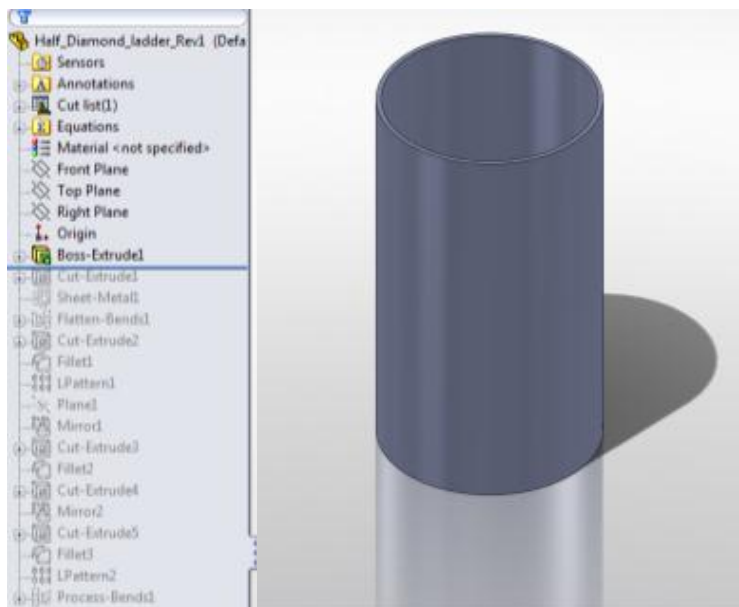 Half_Diamond_ladder_Rev1 (Defa
Sensors
Annotations
Cut list(1)
Equations
Material <not specified>
Front Plane
Top Plane
Right Plane
Origin
Boss-Extrude1
Cut-Extrude1
Sheet-Metal1
Flatten-Bends1
Cut-Extrude2
Fillet1
LPattern1
Plane1
Mirror1
Cut-Extrude3
Fillet2
Cut-Extrude4
Mirror2
Cut-Extrude5
Fillet3
LPattern2
Process-Bends1